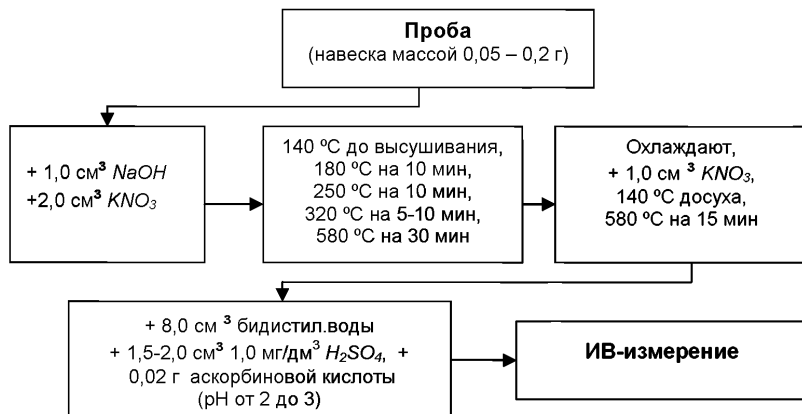 Проба
(навеска массой 0,05 – 0,2 г)
+ 1,0 см³ NaOH
+2,0 см³ KNO₃
140 ºС до высушивания,
180 ºС на 10 мин,
250 ºС на 10 мин,
320 ºС на 5-10 мин,
580 ºС на 30 мин
Охлаждают,
+ 1,0 см ³ KNO₃,
140 ºС досуха,
580 ºС на 15 мин
+ 8,0 см ³ бидистил.воды
+ 1,5-2,0 см³ 1,0 мг/дм³ H₂SO₄, +
0,02 г аскорбиновой кислоты
(рН от 2 до 3)
ИВ-измерение